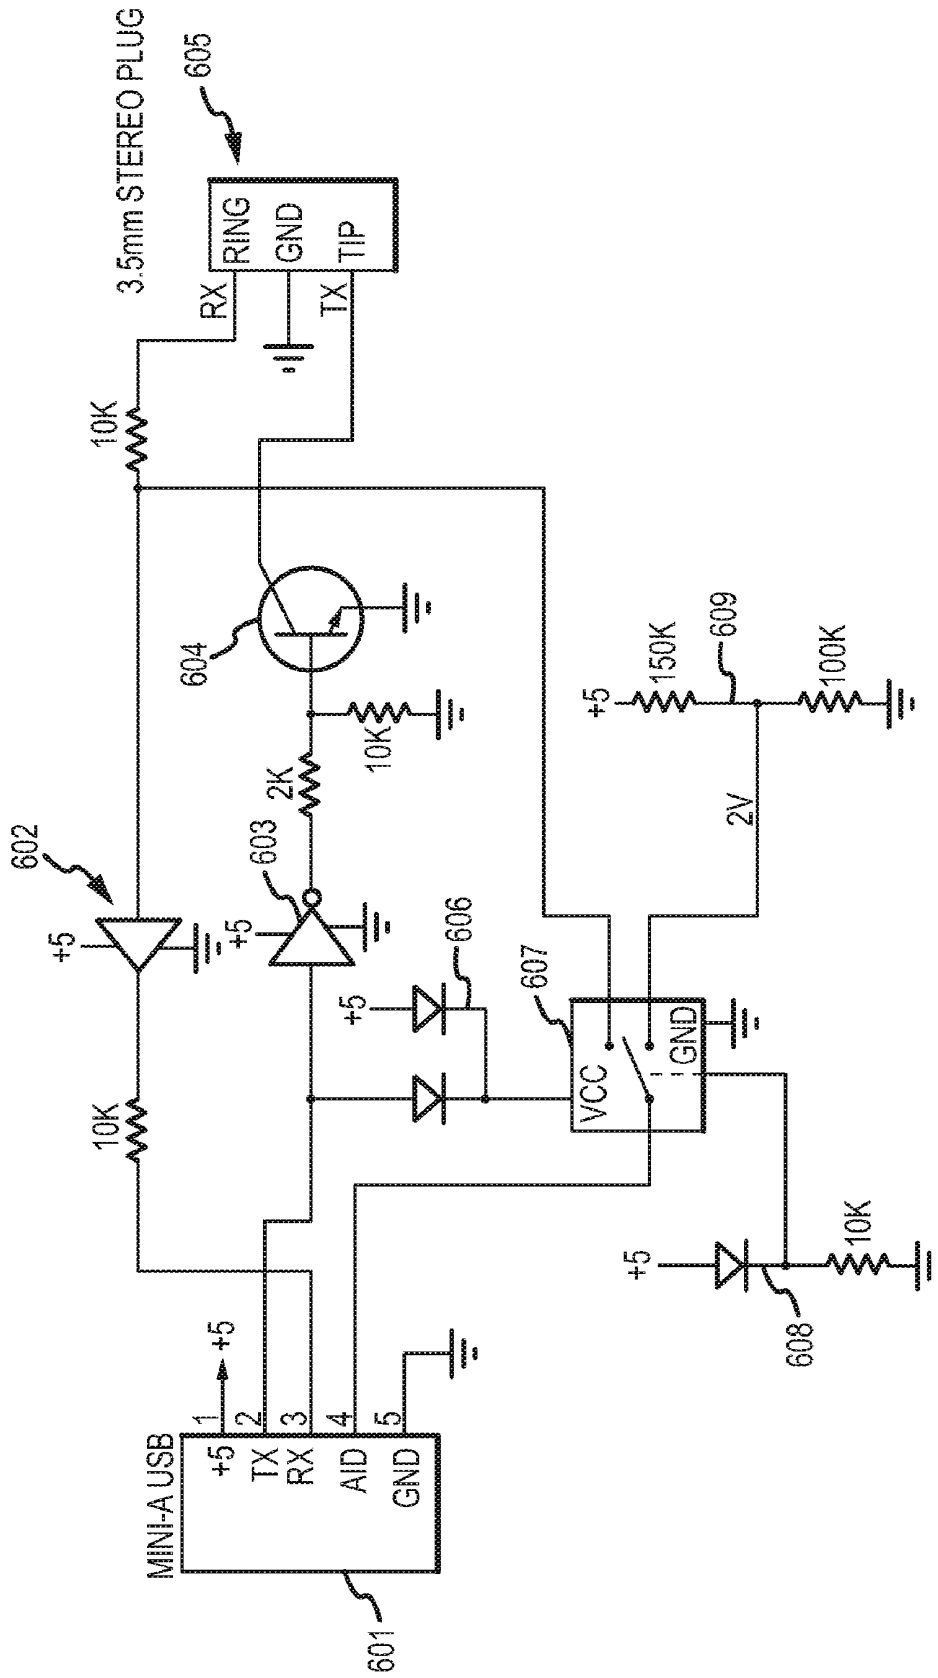 MINI-A USB
601
+5
TX
RX
AID
GND
1
2
3
4
5
+5
10K
+5
602
10K
+5
603
2K
10K
604
+5
606
607
VCC
GND
+5
608
10K
2V
+5
150K
609
100K
RX
TX
RING
GND
TIP
3.5mm STEREO PLUG
605